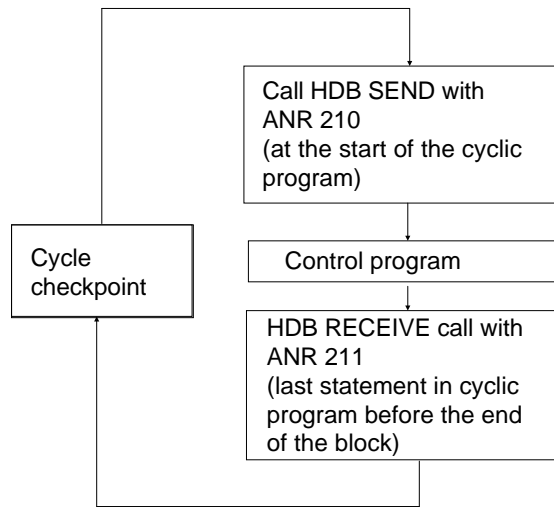 Call HDB SEND with
ANR 210
(at the start of the cyclic
program)
Cycle
checkpoint
Control program
HDB RECEIVE call with
ANR 211
(last statement in cyclic
program before the end
of the block)